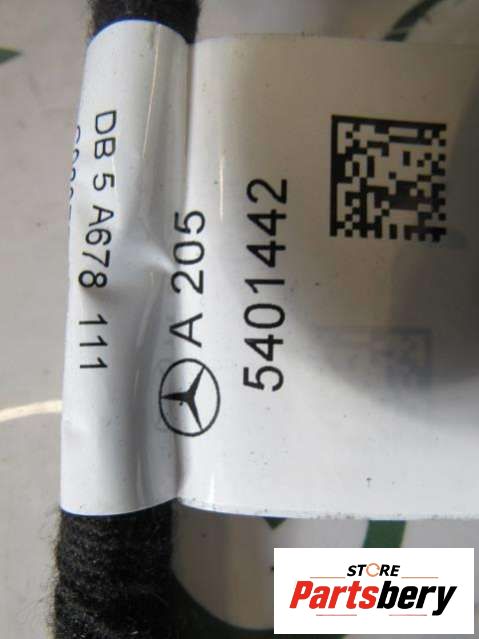 DB 5 A678 111
A 205
5401442
STORE
Partsbery